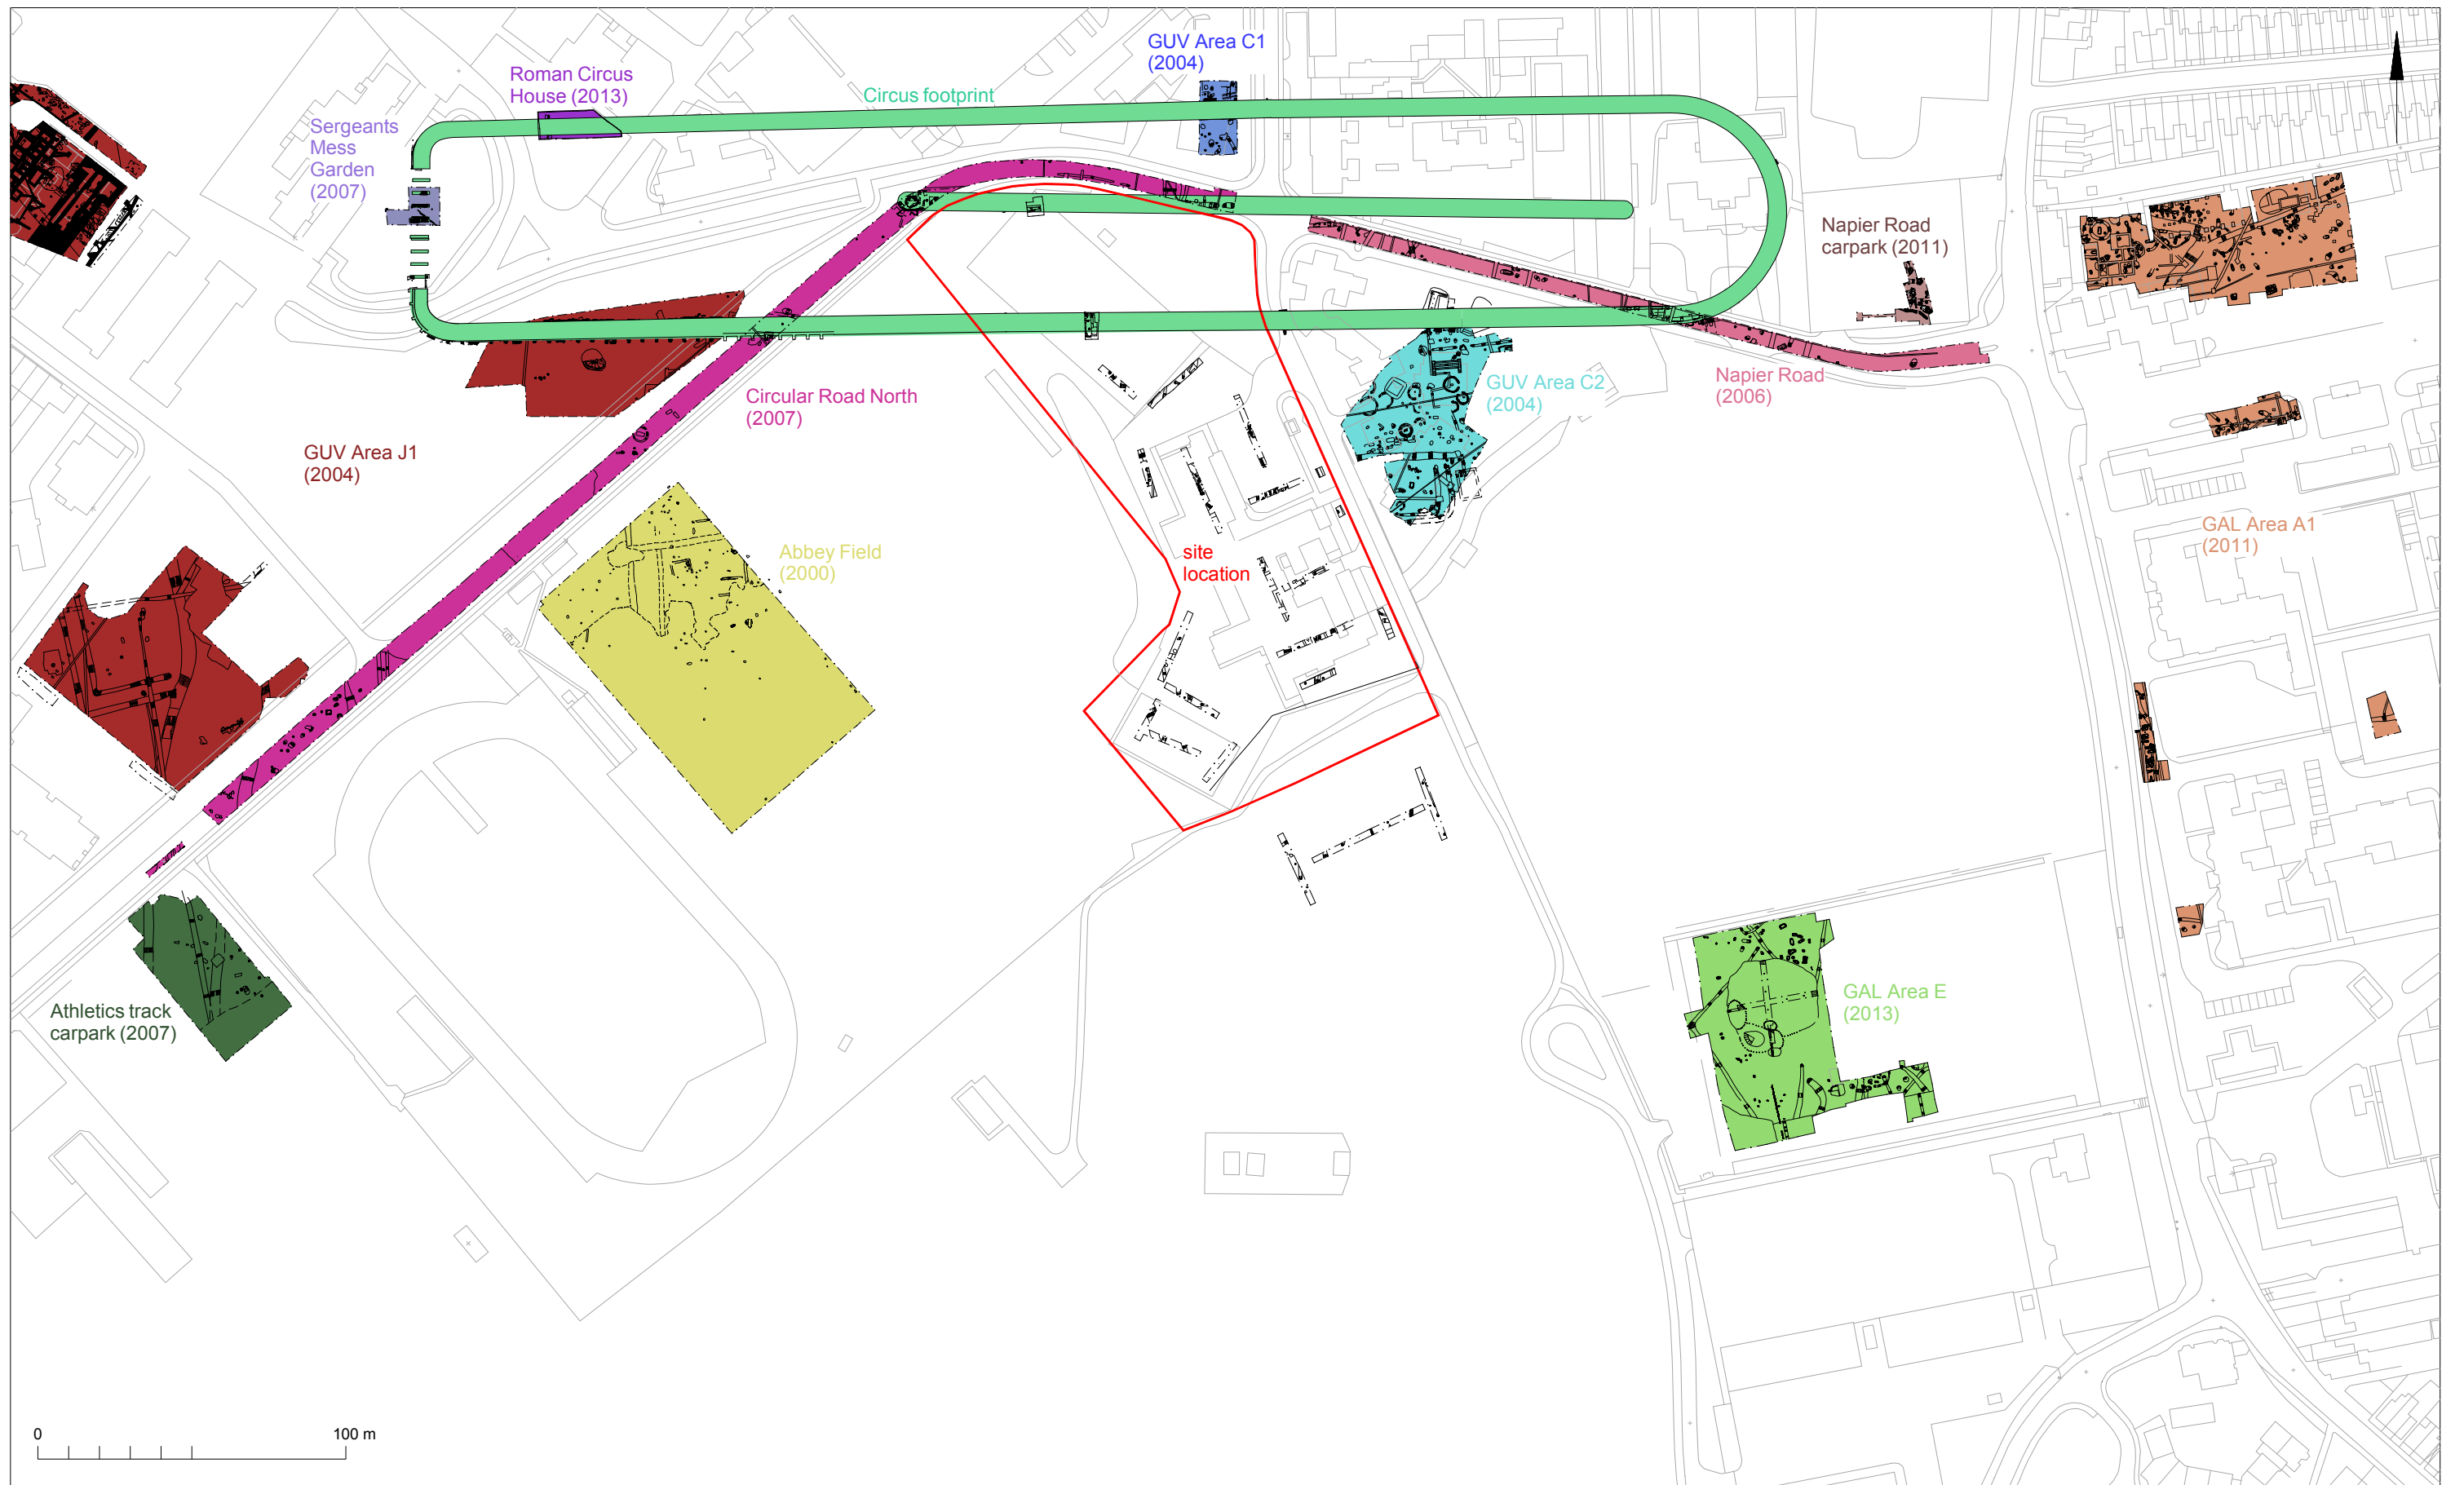 GUV Area C1
(2004)
Roman Circus
House (2013)
Circus footprint
Sergeants
Mess
Garden
(2007)
Napier Road
carpark (2011)
Circular Road North
(2007)
GUV Area C2
(2004)
Napier Road
(2006)
GUV Area J1
(2004)
Abbey Field
(2000)
site
location
GAL Area A1
(2011)
Athletics track
carpark (2007)
GAL Area E
(2013)
0
100 m